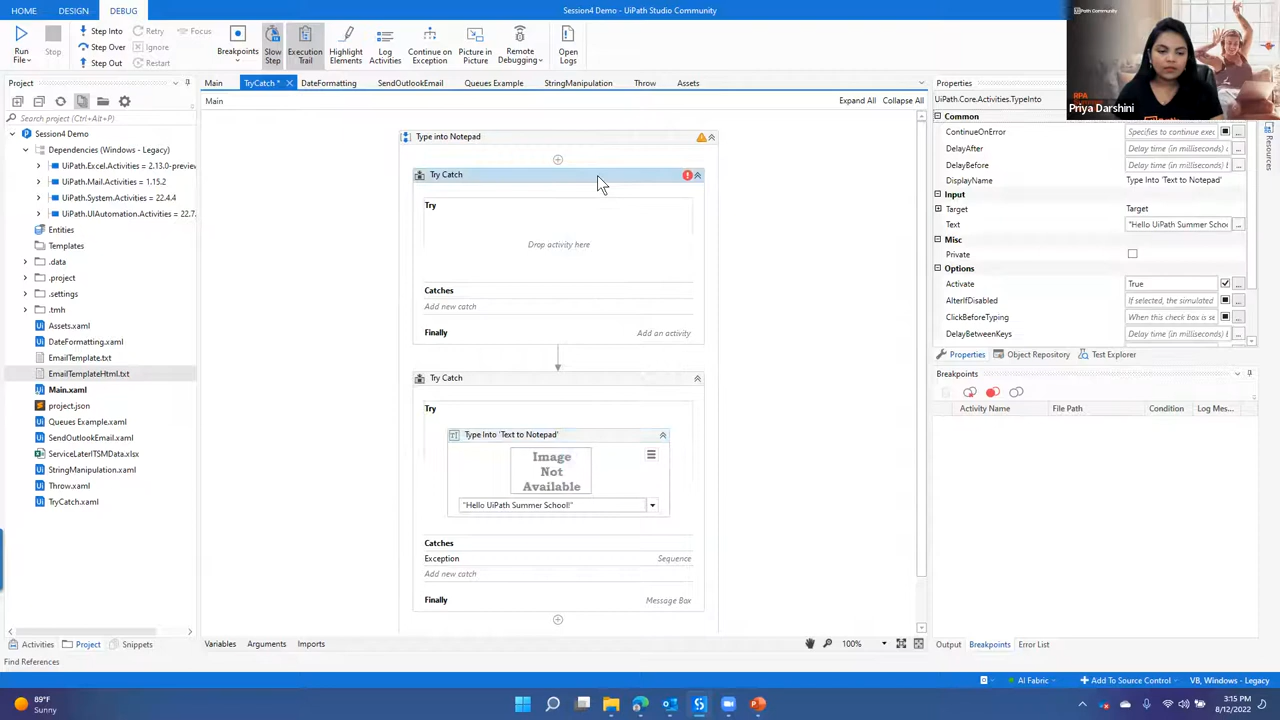 HOME
DESIGN
DEBUG
Session4 Demo - UiPath Studio Community
UiPath Community
Run
File
Stop
Step Into
Step Over
Step Out
Retry
Ignore
Restart
Focus
Breakpoints
Slow
Step
Execution
Trail
Highlight
Elements
Log
Activities
Continue on
Exception
Picture in
Picture
Remote
Debugging
Open
Logs
RPA
Priya Darshini
Project
Main
TryCatch *
DateFormatting
SendOutlookEmail
Queues Example
StringManipulation
Throw
Assets
Properties
Main
Expand All
Collapse All
UiPath.Core.Activities.TypeInto
Search project (Ctrl+Alt+F)
Session4 Demo
Dependencies (Windows - Legacy)
UiPath.Excel.Activities = 2.13.0-preview
UiPath.Mail.Activities = 1.15.2
UiPath.System.Activities = 22.4.4
UiPath.UIAutomation.Activities = 22.7.
Entities
Templates
.data
.project
.settings
.tmh
Assets.xaml
DateFormatting.xaml
EmailTemplate.txt
EmailTemplateHtml.txt
Main.xaml
project.json
Queues Example.xaml
SendOutlookEmail.xaml
ServiceLaterITSMData.xlsx
StringManipulation.xaml
Throw.xaml
TryCatch.xaml
Type into Notepad
Try Catch
Try
Drop activity here
Catches
Add new catch
Finally
Add an activity
Try Catch
Try
Type Into 'Text to Notepad'
Image
Not
Available
"Hello UiPath Summer School!"
Catches
Exception
Sequence
Add new catch
Finally
Message Box
Common
ContinueOnError
Specifies to continue exec
DelayAfter
Delay time (in milliseconds)
DelayBefore
Delay time (in milliseconds)
DisplayName
Type Into 'Text to Notepad'
Input
Target
Target
Text
"Hello UiPath Summer Schoo
Misc
Private
Options
Activate
True
AlterIfDisabled
If selected, the simulated
ClickBeforeTyping
When this check box is se
DelayBetweenKeys
Delay time (in milliseconds)
Properties
Object Repository
Test Explorer
Resources
Breakpoints
Activity Name
File Path
Condition
Log Mes...
Activities
Project
Snippets
Variables
Arguments
Imports
100%
Output
Breakpoints
Error List
Find References
AI Fabric
Add To Source Control
VB, Windows - Legacy
89°F
Sunny
3:15 PM
8/12/2022